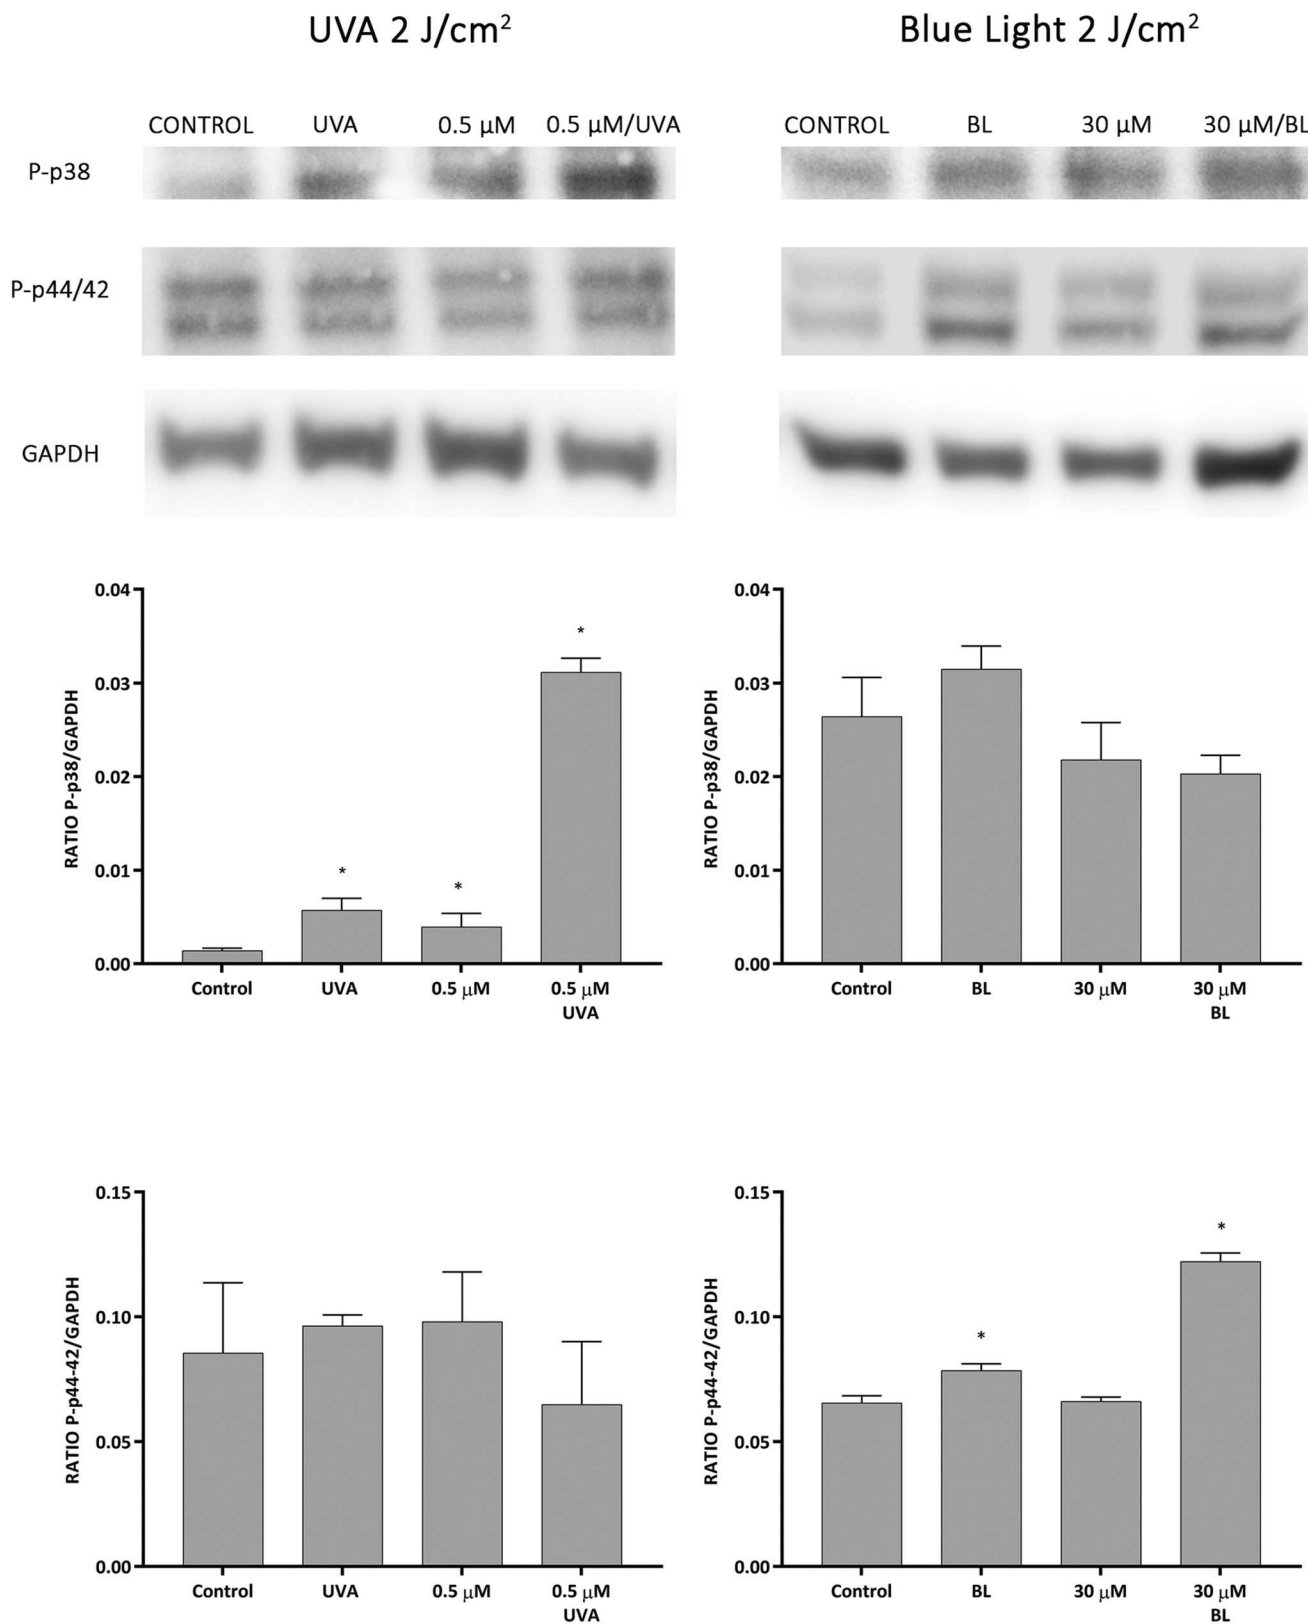 UVA 2 J/cm²
Blue Light 2 J/cm²
CONTROL UVA 0.5 µM 0.5 µM/UVA
CONTROL BL 30 µM 30 µM/BL
P-p38
P-p44/42
GAPDH
RATIO P-p38/GAPDH
0.04
0.03
0.02
0.01
0.00
*
*
*
Control UVA 0.5 µM 0.5 µM
UVA
RATIO P-p38/GAPDH
0.04
0.03
0.02
0.01
0.00
Control BL 30 µM 30 µM
BL
RATIO P-p44-42/GAPDH
0.15
0.10
0.05
0.00
Control UVA 0.5 µM 0.5 µM
UVA
RATIO P-p44-42/GAPDH
0.15
0.10
0.05
0.00
*
*
Control BL 30 µM 30 µM
BL